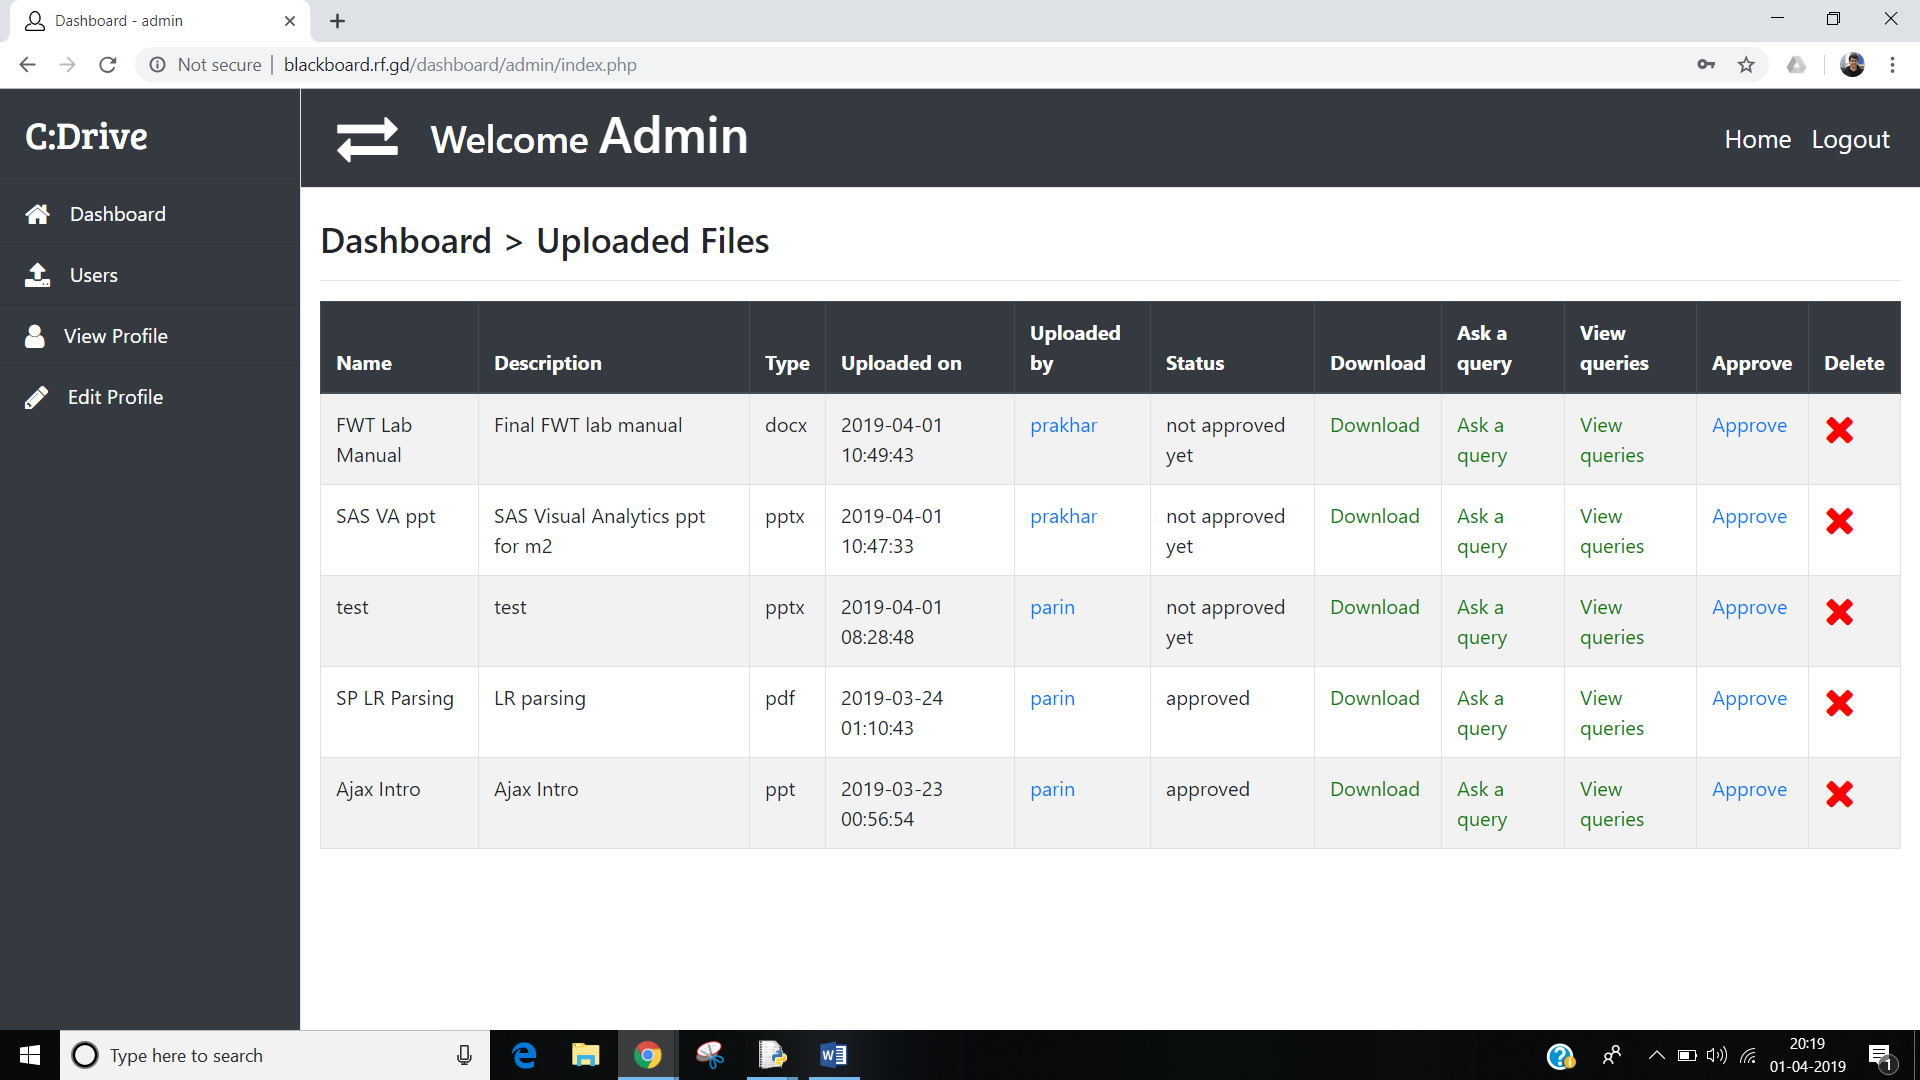 Dashboard - admin
Not secure | blackboard.rf.gd/dashboard/admin/index.php
C:Drive
Welcome Admin
Home Logout
Dashboard
Users
View Profile
Edit Profile
Dashboard > Uploaded Files
Name Description Type Uploaded on Uploaded by Status Download Ask a query View queries Approve Delete
FWT Lab Manual Final FWT lab manual docx 2019-04-01 10:49:43 prakhar not approved yet Download Ask a query View queries Approve
SAS VA ppt SAS Visual Analytics ppt for m2 pptx 2019-04-01 10:47:33 prakhar not approved yet Download Ask a query View queries Approve
test test pptx 2019-04-01 08:28:48 parin not approved yet Download Ask a query View queries Approve
SP LR Parsing LR parsing pdf 2019-03-24 01:10:43 parin approved Download Ask a query View queries Approve
Ajax Intro Ajax Intro ppt 2019-03-23 00:56:54 parin approved Download Ask a query View queries Approve
Type here to search
20:19
01-04-2019
1